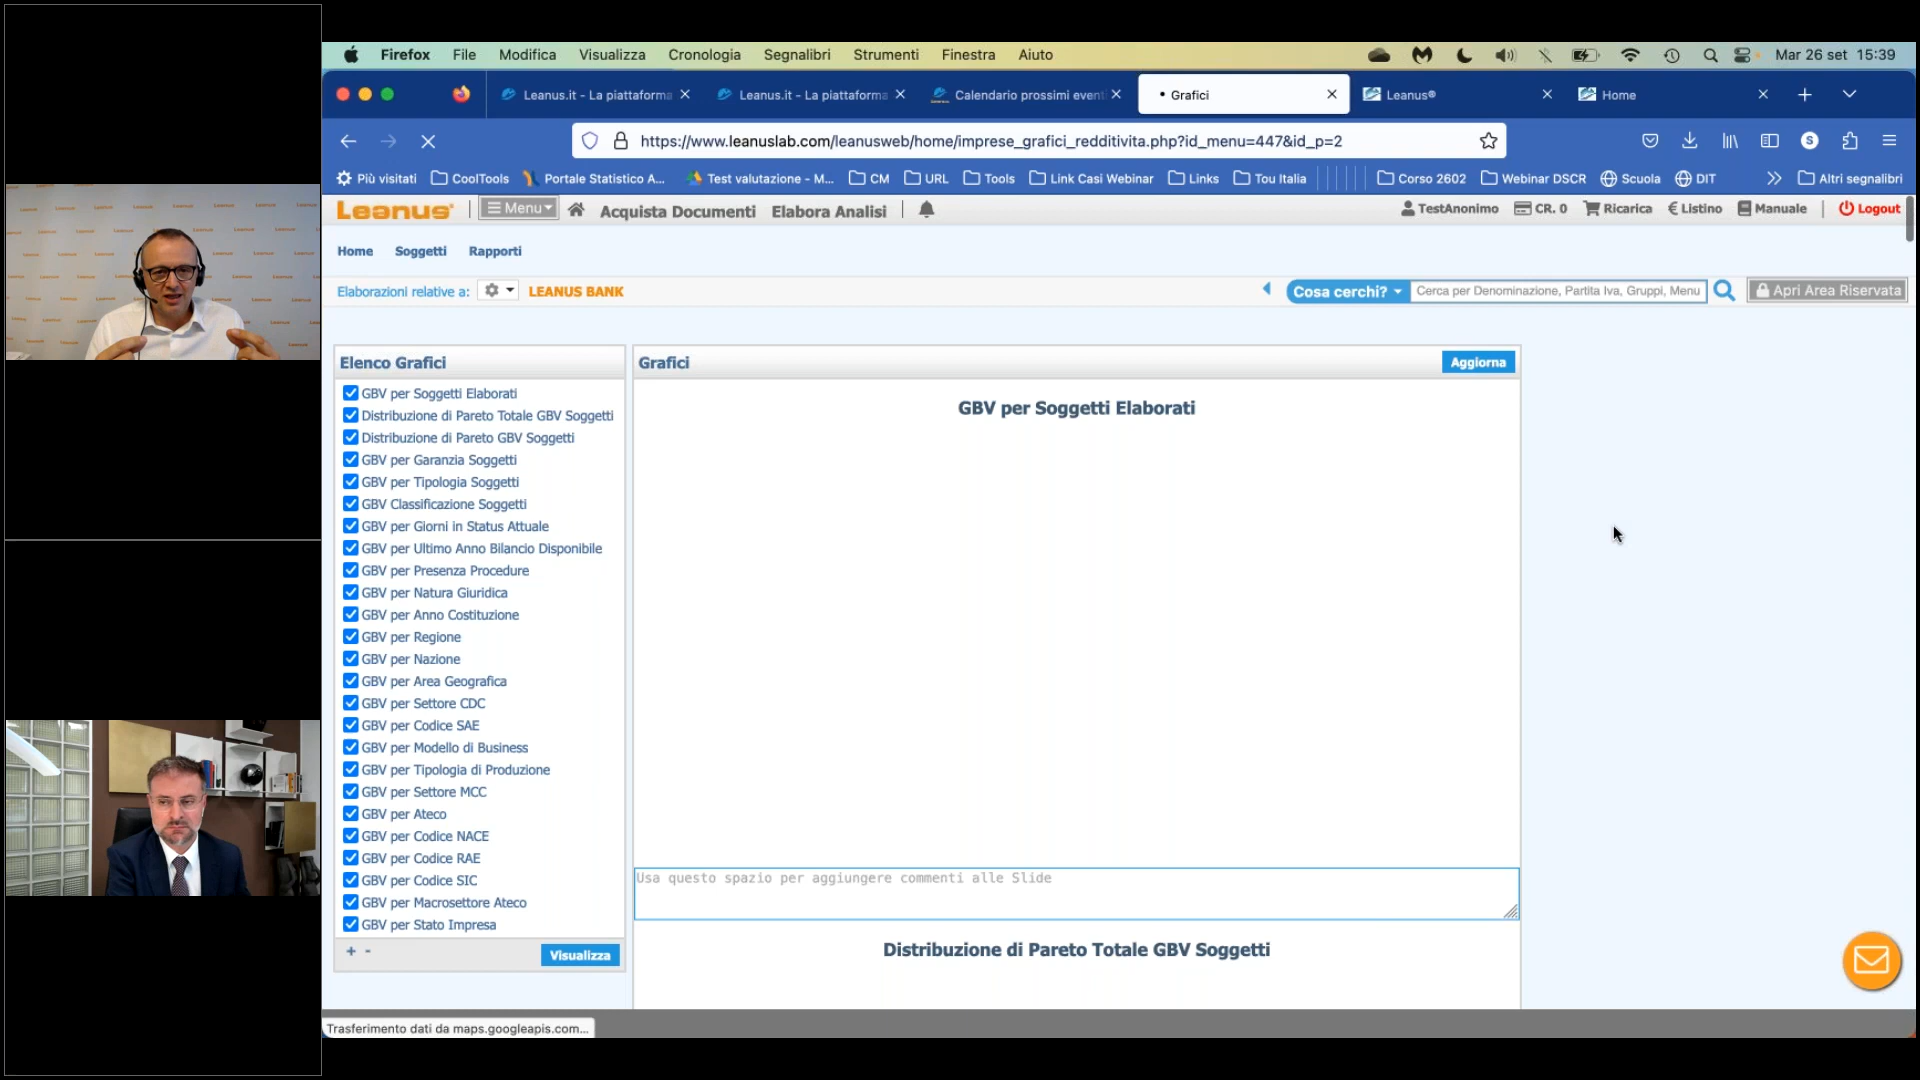 Firefox File Modifica Visualizza Cronologia Segnalibri Strumenti Finestra Aiuto Mar 26 set 15:39
Leanus.it - La piattaforma Leanus.it - La piattaforma Calendario prossimi event Grafici Leanus® Home
https://www.leanuslab.com/leanusweb/home/imprese_grafici_redditivita.php?id_menu=447&id_p=2
Più visitati CoolTools Portale Statistico A... Test valutazione - M... CM URL Tools Link Casi Webinar Links Tou Italia Corso 2602 Webinar DSCR Scuola DIT Altri segnalibri
Leanus Menu Acquista Documenti Elabora Analisi TestAnonimo CR. 0 Ricarica € Listino Manuale Logout
Home Soggetti Rapporti
Elaborazioni relative a: LEANUS BANK Cosa cerchi? Cerca per Denominazione, Partita Iva, Gruppi, Menu Apri Area Riservata
Elenco Grafici
GBV per Soggetti Elaborati
Distribuzione di Pareto Totale GBV Soggetti
Distribuzione di Pareto GBV Soggetti
GBV per Garanzia Soggetti
GBV per Tipologia Soggetti
GBV Classificazione Soggetti
GBV per Giorni in Status Attuale
GBV per Ultimo Anno Bilancio Disponibile
GBV per Presenza Procedure
GBV per Natura Giuridica
GBV per Anno Costituzione
GBV per Regione
GBV per Nazione
GBV per Area Geografica
GBV per Settore CDC
GBV per Codice SAE
GBV per Modello di Business
GBV per Tipologia di Produzione
GBV per Settore MCC
GBV per Ateco
GBV per Codice NACE
GBV per Codice RAE
GBV per Codice SIC
GBV per Macrosettore Ateco
GBV per Stato Impresa
+ - Visualizza
Grafici Aggiorna
GBV per Soggetti Elaborati
Usa questo spazio per aggiungere commenti alle Slide
Distribuzione di Pareto Totale GBV Soggetti
Trasferimento dati da maps.googleapis.com...